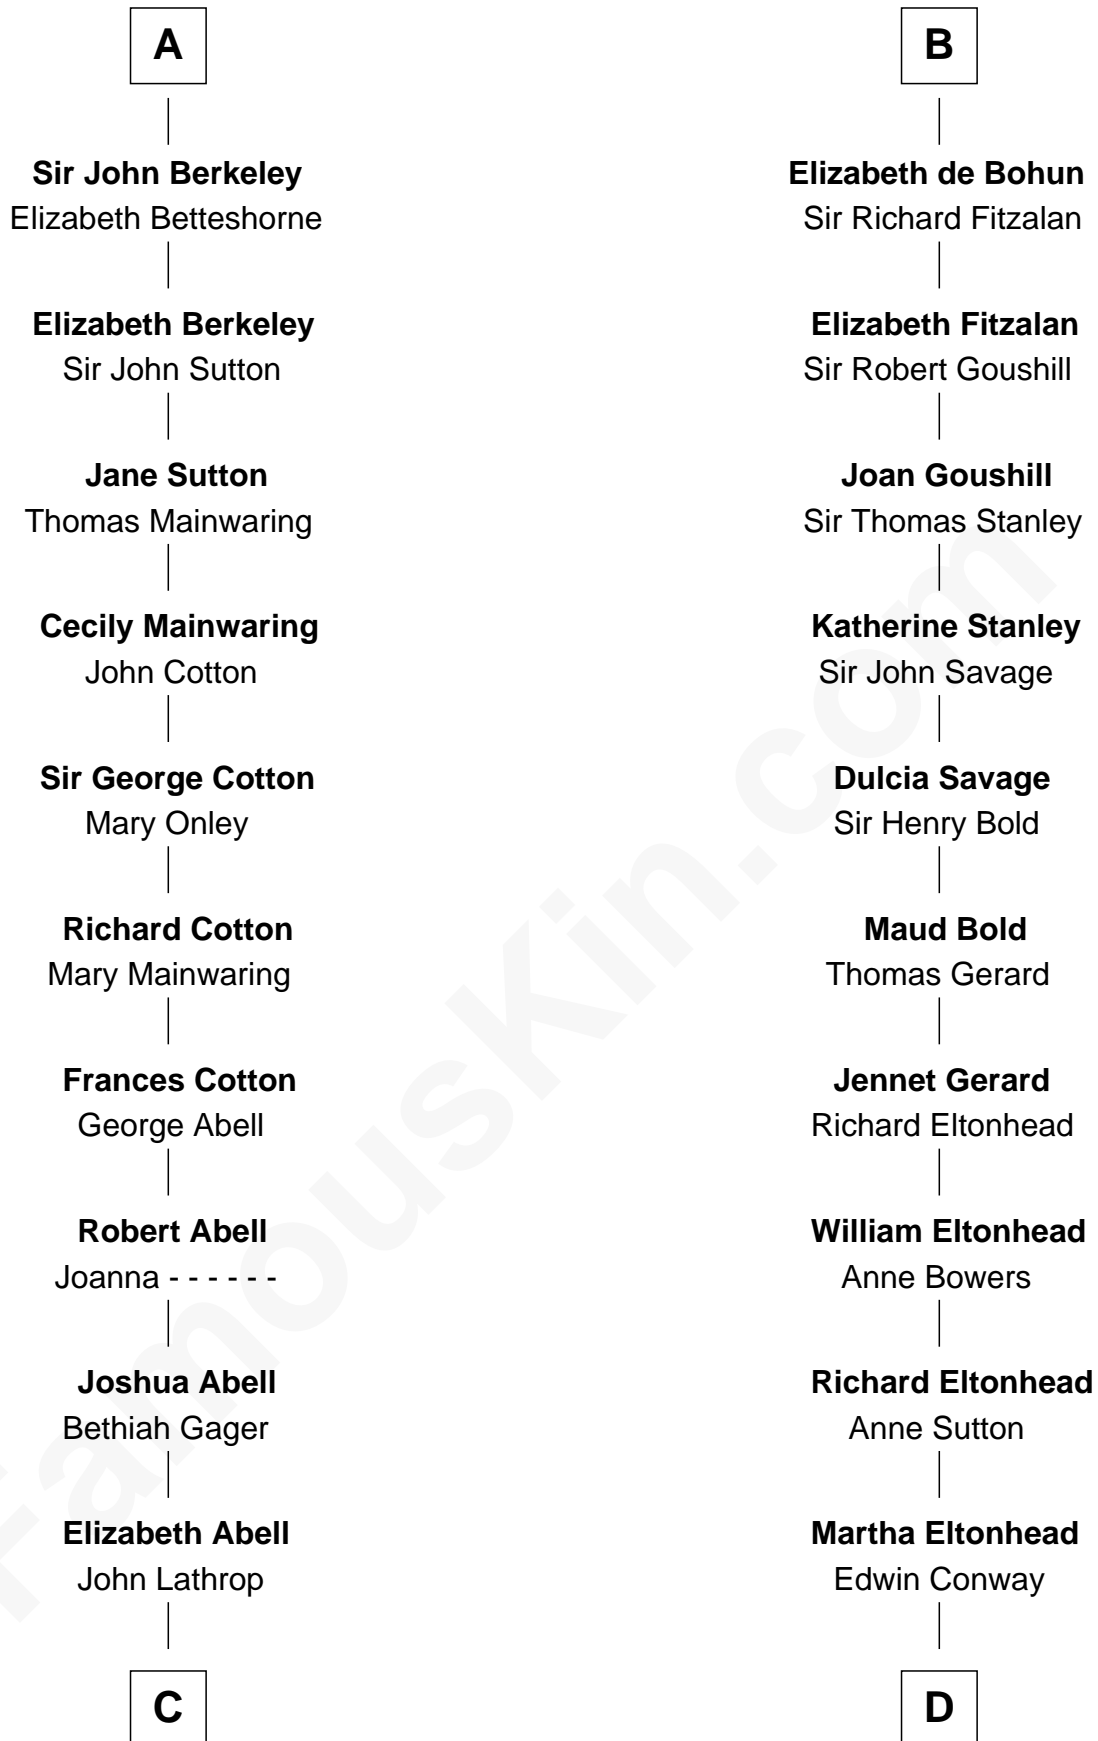 A
Sir John Berkeley
Elizabeth Betteshorne
Elizabeth Berkeley
Sir John Sutton
Jane Sutton
Thomas Mainwaring
Cecily Mainwaring
John Cotton
Sir George Cotton
Mary Onley
Richard Cotton
Mary Mainwaring
Frances Cotton
George Abell
Robert Abell
Joanna - - - - - -
Joshua Abell
Bethiah Gager
Elizabeth Abell
John Lathrop
C
B
Elizabeth de Bohun
Sir Richard Fitzalan
Elizabeth Fitzalan
Sir Robert Goushill
Joan Goushill
Sir Thomas Stanley
Katherine Stanley
Sir John Savage
Dulcia Savage
Sir Henry Bold
Maud Bold
Thomas Gerard
Jennet Gerard
Richard Eltonhead
William Eltonhead
Anne Bowers
Richard Eltonhead
Anne Sutton
Martha Eltonhead
Edwin Conway
D
FamousKin.com